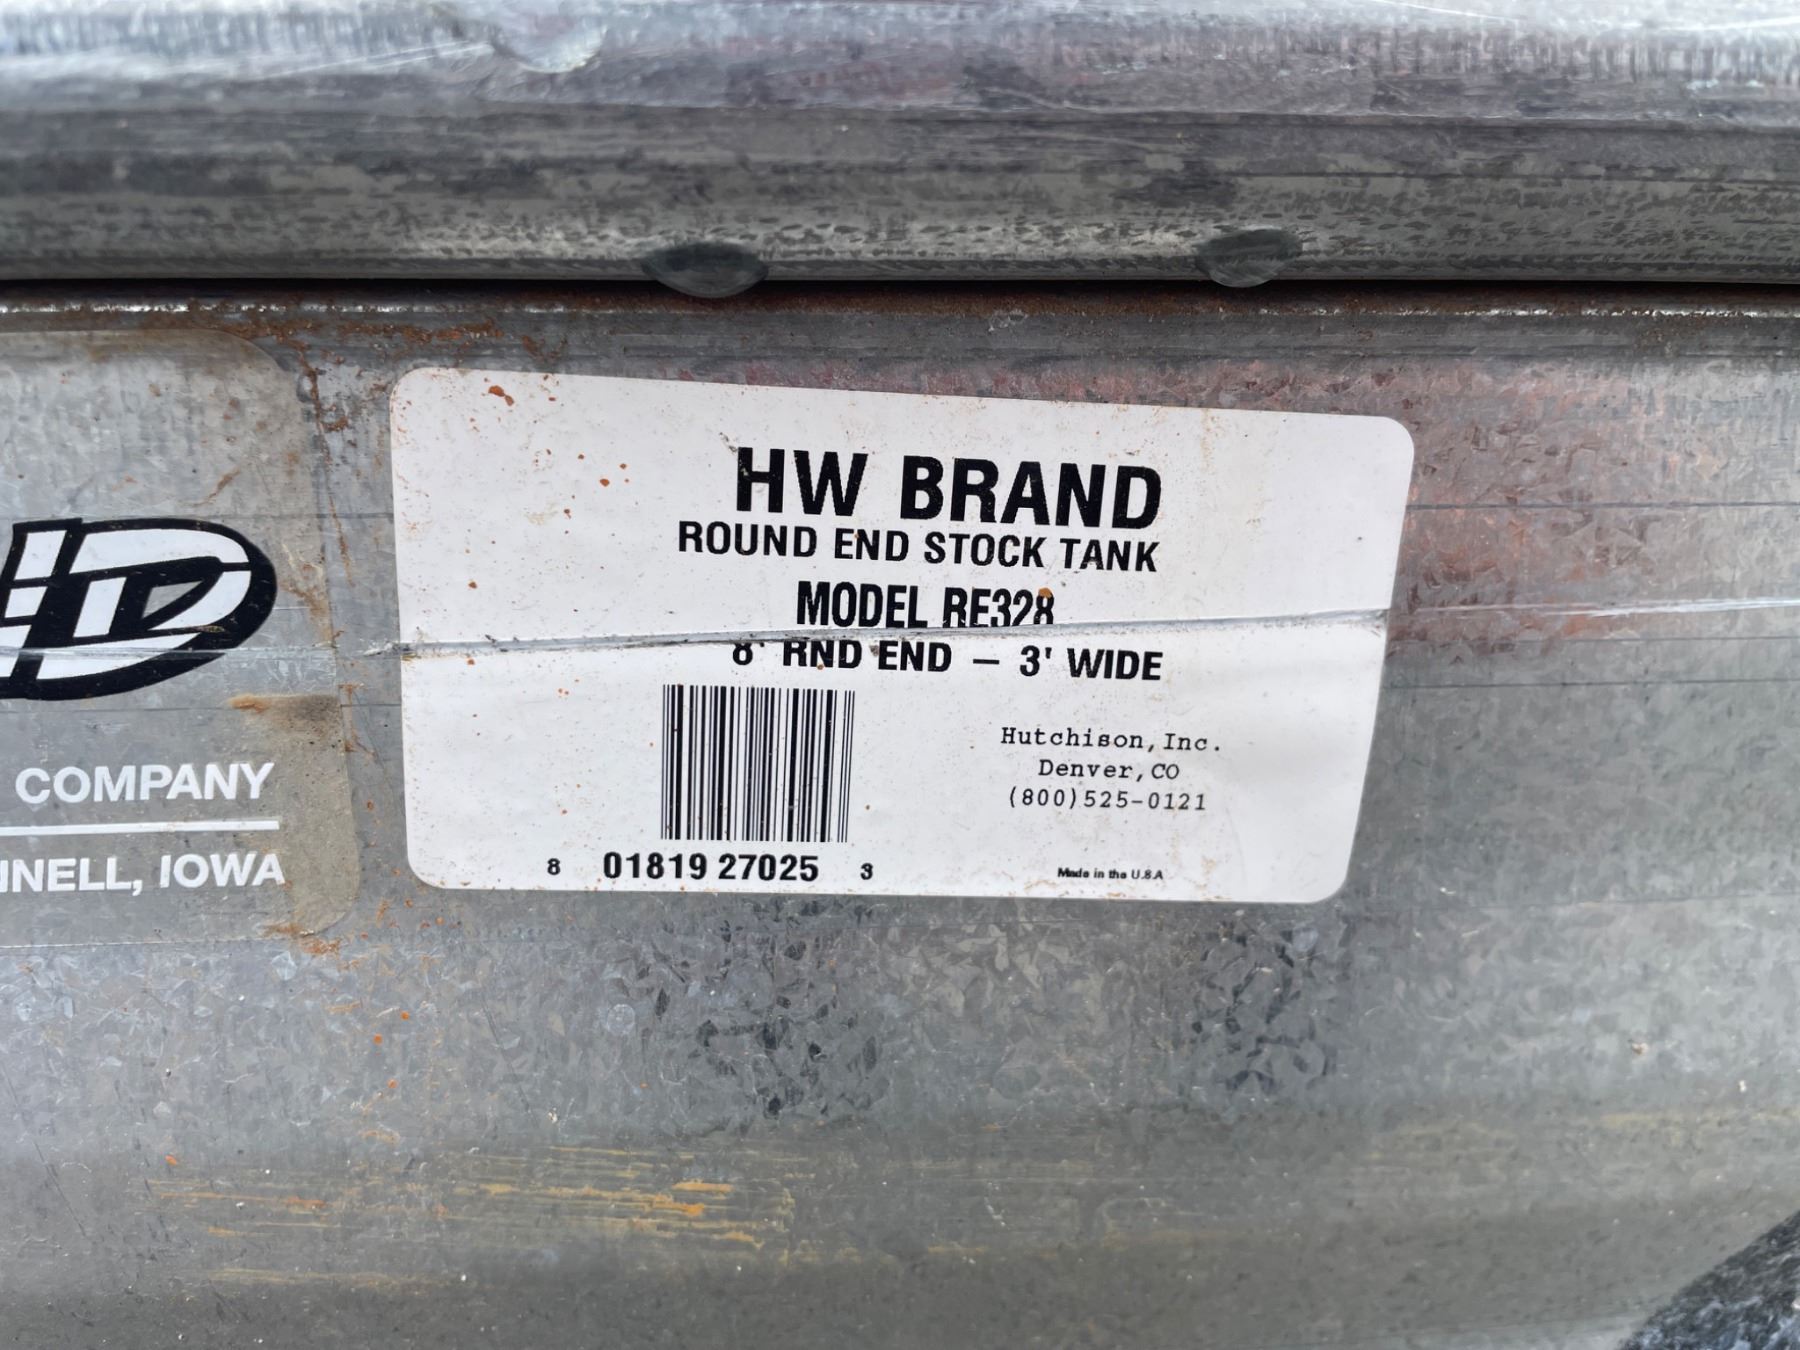 HW BRAND
ROUND END STOCK TANK
MODEL RE328
8' RND END – 3' WIDE
Hutchison, Inc.
Denver, CO
(800)525-0121
8 01819 27025 3
Made in the U.S.A
COMPANY
IOWA